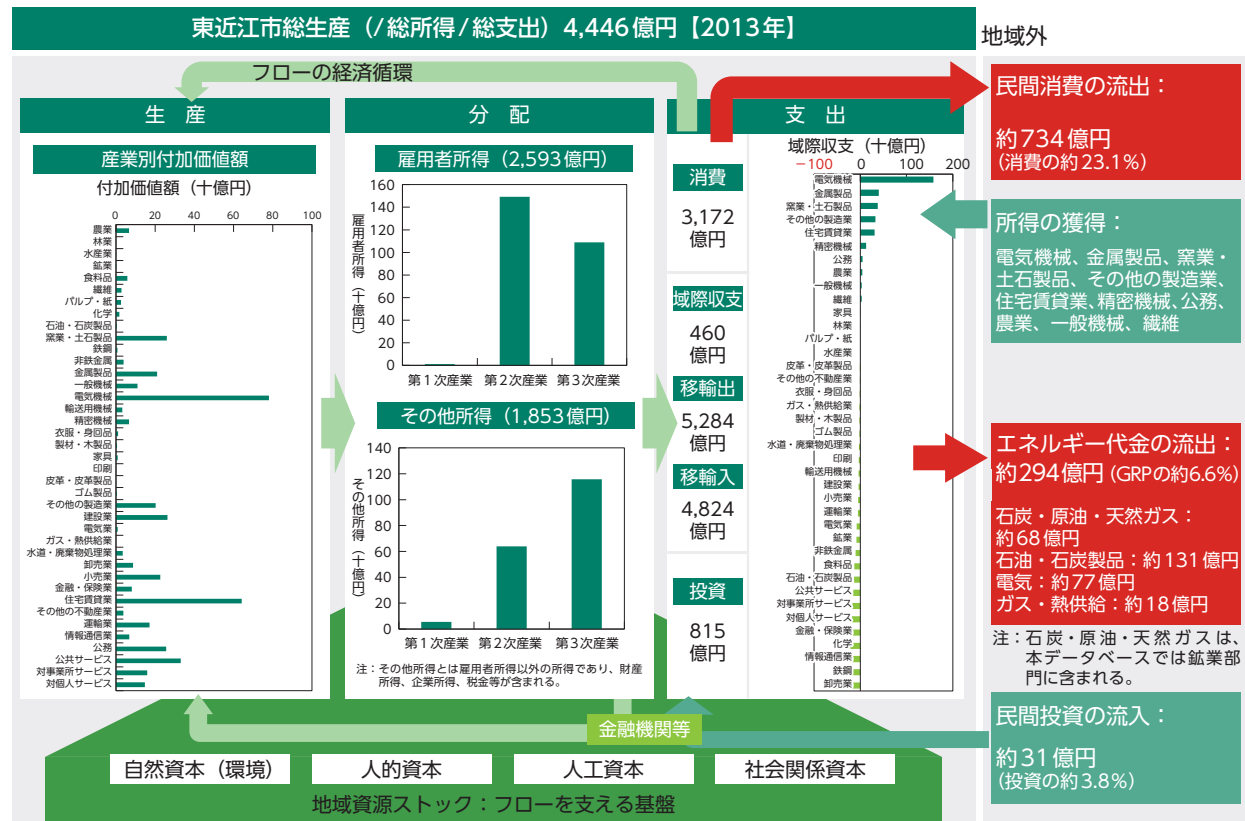 東近江市総生産（/総所得/総支出）4,446億円【2013年】
地域外
フローの経済循環
生　産
産業別付加価値額
付加価値額（十億円）
0 20 40 60 80 100
農業
林業
水産業
鉱業
食料品
繊維
パルプ・紙
化学
石油・石炭製品
窯業・土石製品
鉄鋼
非鉄金属
金属製品
一般機械
電気機械
輸送用機械
精密機械
衣服・身回品
製材・木製品
家具
印刷
皮革・皮革製品
ゴム製品
その他の製造業
建設業
電気業
ガス・熱供給業
水道・廃棄物処理業
卸売業
小売業
金融・保険業
住宅賃貸業
その他の不動産業
運輸業
情報通信業
公務
公共サービス
対事業所サービス
対個人サービス
分　配
雇用者所得（2,593億円）
雇用者所得（十億円）
160
140
120
100
80
60
40
20
0
第１次産業 第２次産業 第３次産業
その他所得（1,853億円）
その他所得（十億円）
140
120
100
80
60
40
20
0
第１次産業 第２次産業 第３次産業
注：その他所得とは雇用者所得以外の所得であり、財産
所得、企業所得、税金等が含まれる。
支　出
消費
3,172
億円
域際収支
460
億円
移輸出
5,284
億円
移輸入
4,824
億円
投資
815
億円
域際収支（十億円）
－100 0 100 200
電気機械
金属製品
窯業・土石製品
その他の製造業
住宅賃貸業
精密機械
公務
農業
一般機械
繊維
家具
林業
パルプ・紙
水産業
皮革・皮革製品
その他の不動産業
衣服・身回品
ガス・熱供給業
製材・木製品
ゴム製品
水道・廃棄物処理業
印刷
輸送用機械
建設業
小売業
運輸業
電気業
鉱業
非鉄金属
食料品
石油・石炭製品
公共サービス
対事業所サービス
対個人サービス
金融・保険業
化学
情報通信業
鉄鋼
卸売業
民間消費の流出：
約734億円
（消費の約23.1%）
所得の獲得：
電気機械、金属製品、窯業・
土石製品、その他の製造業、
住宅賃貸業、精密機械、公務、
農業、一般機械、繊維
エネルギー代金の流出：
約294億円（GRPの約6.6%）
石炭・原油・天然ガス：
約68億円
石油・石炭製品：約131億円
電気：約77億円
ガス・熱供給：約18億円
注：石炭・原油・天然ガスは、
本データベースでは鉱業部
門に含まれる。
民間投資の流入：
約31億円
（投資の約3.8%）
金融機関等
自然資本（環境）
人的資本
人工資本
社会関係資本
地域資源ストック：フローを支える基盤